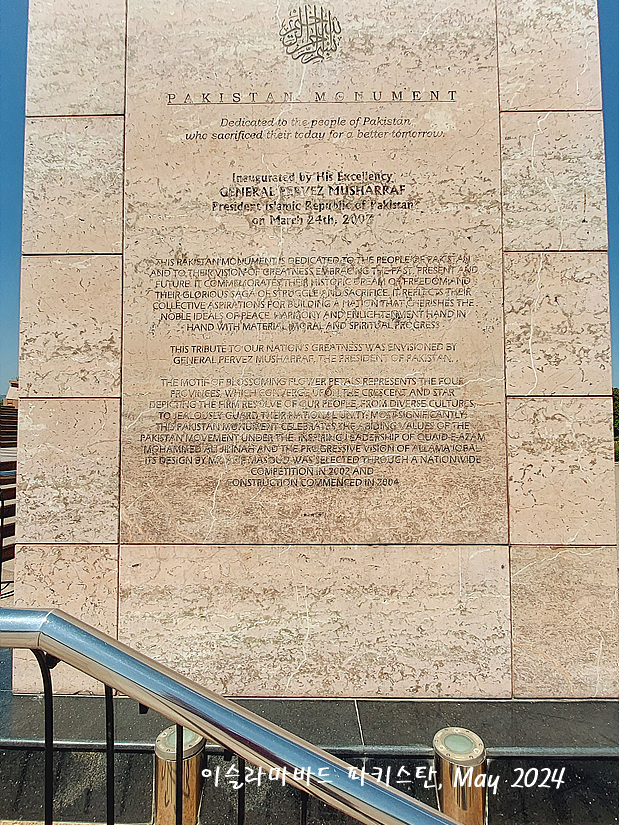 PAKISTAN MONUMENT
Dedicated to the people of Pakistan
who sacrificed their today for a better tomorrow.
Inaugurated by His Excellency
GENERAL PERVEZ MUSHARRAF
President Islamic Republic of Pakistan
on March 24th, 2007
THIS PAKISTAN MONUMENT IS DEDICATED TO THE PEOPLE OF PAKISTAN
AND TO THEIR VISION OF GREATNESS EMBRACING THE PAST, PRESENT AND
FUTURE. IT COMMEMORATES THEIR HISTORIC DREAM OF FREEDOM AND
THEIR GLORIOUS SAGA OF STRUGGLE AND SACRIFICE. IT REFLECTS THEIR
COLLECTIVE ASPIRATIONS FOR BUILDING A NATION THAT CHERISHES THE
NOBLE IDEALS OF PEACE, HARMONY AND ENLIGHTENMENT HAND IN
HAND WITH MATERIAL, MORAL AND SPIRITUAL PROGRESS
THIS TRIBUTE TO OUR NATION'S GREATNESS WAS ENVISIONED BY
GENERAL PERVEZ MUSHARRAF, THE PRESIDENT OF PAKISTAN.
THE MOTIF OF BLOSSOMING FLOWER PETALS REPRESENTS THE FOUR
PROVINCES, WHICH CONVERGE UPON THE CRESCENT AND STAR
DEPICTING THE FIRM RESOLVE OF OUR PEOPLE, FROM DIVERSE CULTURES
TO JEALOUSLY GUARD THEIR NATIONAL UNITY. MOST SIGNIFICANTLY
THIS PAKISTAN MONUMENT CELEBRATES THE ABIDING VALUES OF THE
PAKISTAN MOVEMENT UNDER THE INSPIRING LEADERSHIP OF QUAID-E-AZAM
MOHAMMED ALI JINNAH AND THE PROGRESSIVE VISION OF ALLAMA IQBAL.
ITS DESIGN BY MR. ARIF MASOUD WAS SELECTED THROUGH A NATIONWIDE
COMPETITION IN 2002 AND
CONSTRUCTION COMMENCED IN 2004
이슬라마바드 파키스탄, May 2024